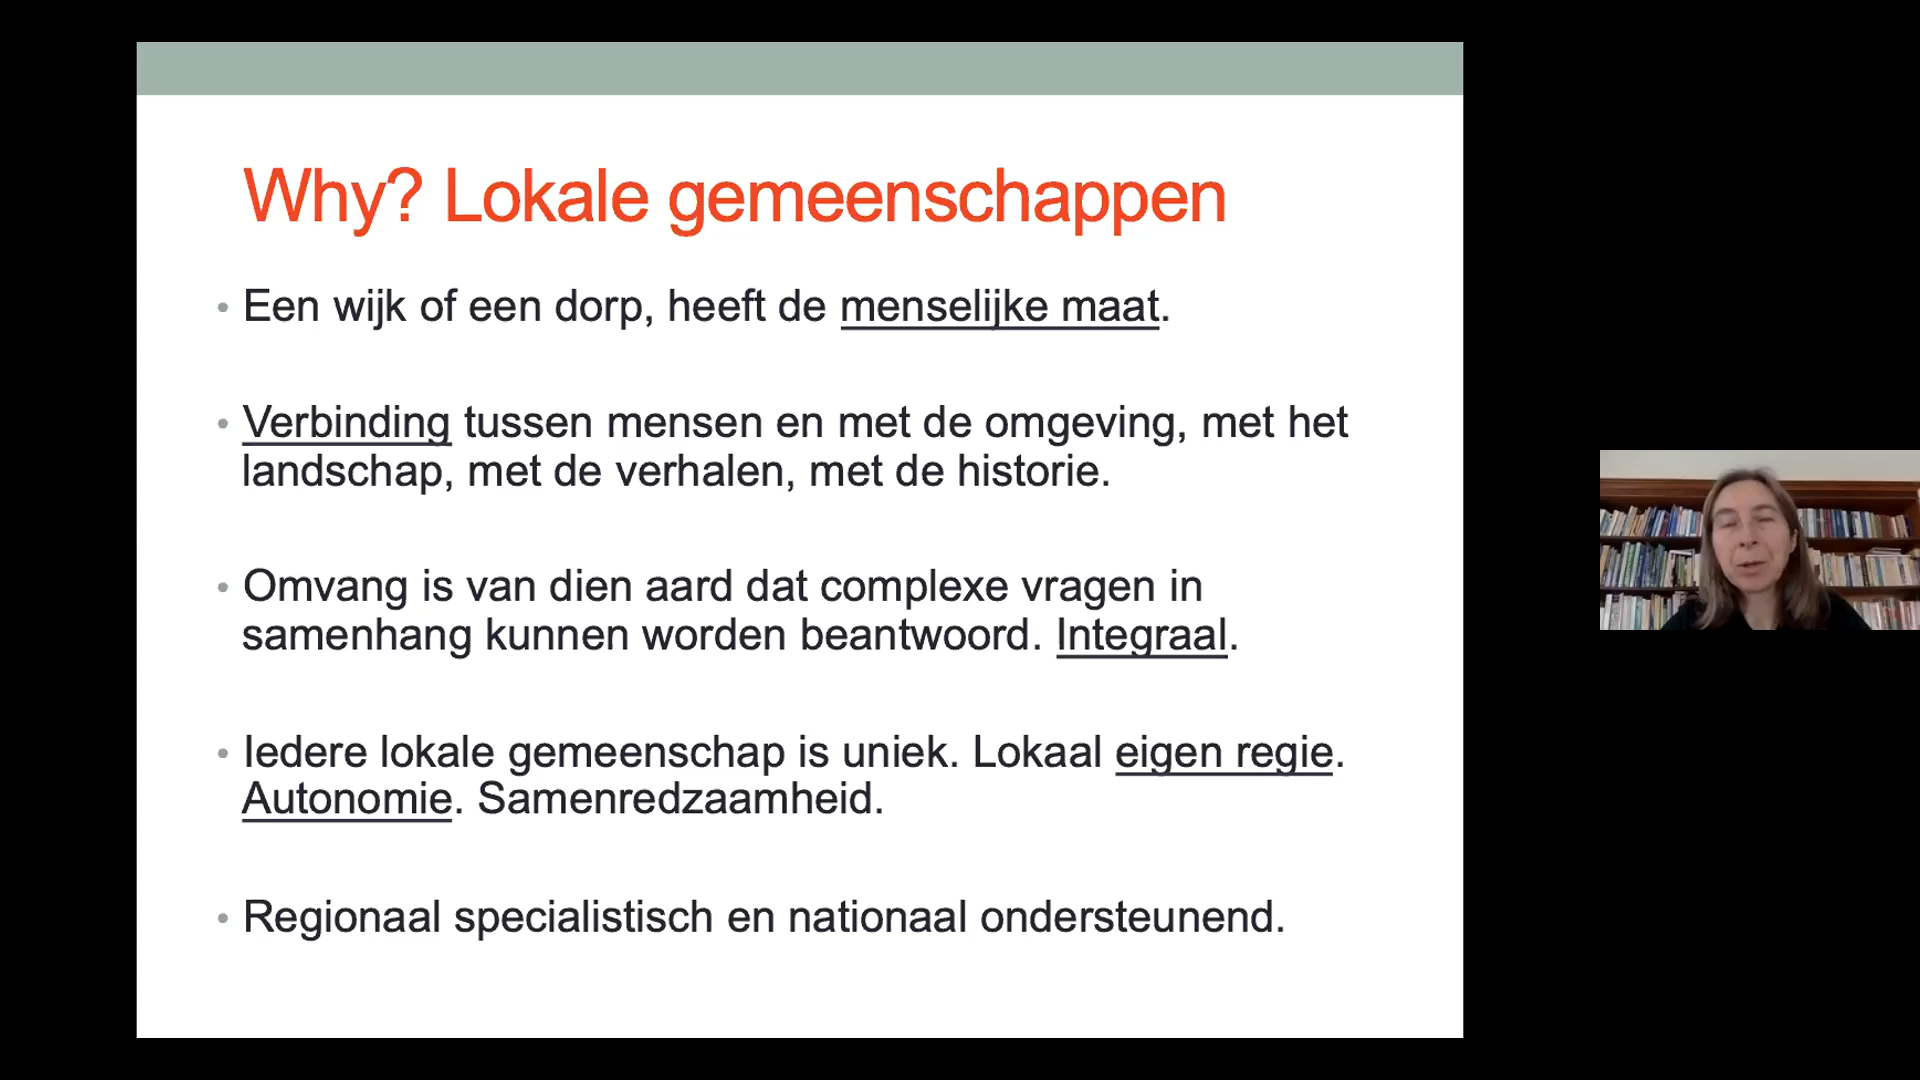 Why? Lokale gemeenschappen
• Een wijk of een dorp, heeft de menselijke maat.
• Verbinding tussen mensen en met de omgeving, met het
landschap, met de verhalen, met de historie.
• Omvang is van dien aard dat complexe vragen in
samenhang kunnen worden beantwoord. Integraal.
• Iedere lokale gemeenschap is uniek. Lokaal eigen regie.
Autonomie. Samenredzaamheid.
• Regionaal specialistisch en nationaal ondersteunend.